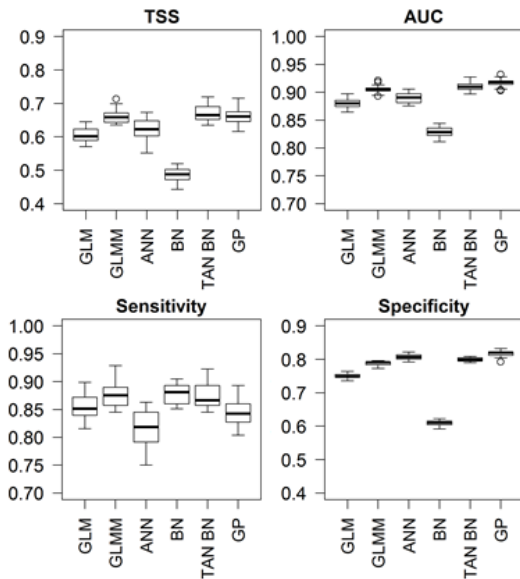 TSS
0.9
0.8
0.7
0.6
0.5
0.4
GLM
GLMM
ANN
BN
TAN BN
GP
AUC
1.00
0.95
0.90
0.85
0.80
0.75
0.70
GLM
GLMM
ANN
BN
TAN BN
GP
Sensitivity
1.00
0.95
0.90
0.85
0.80
0.75
0.70
GLM
GLMM
ANN
BN
TAN BN
GP
Specificity
0.9
0.8
0.7
0.6
0.5
0.4
GLM
GLMM
ANN
BN
TAN BN
GP